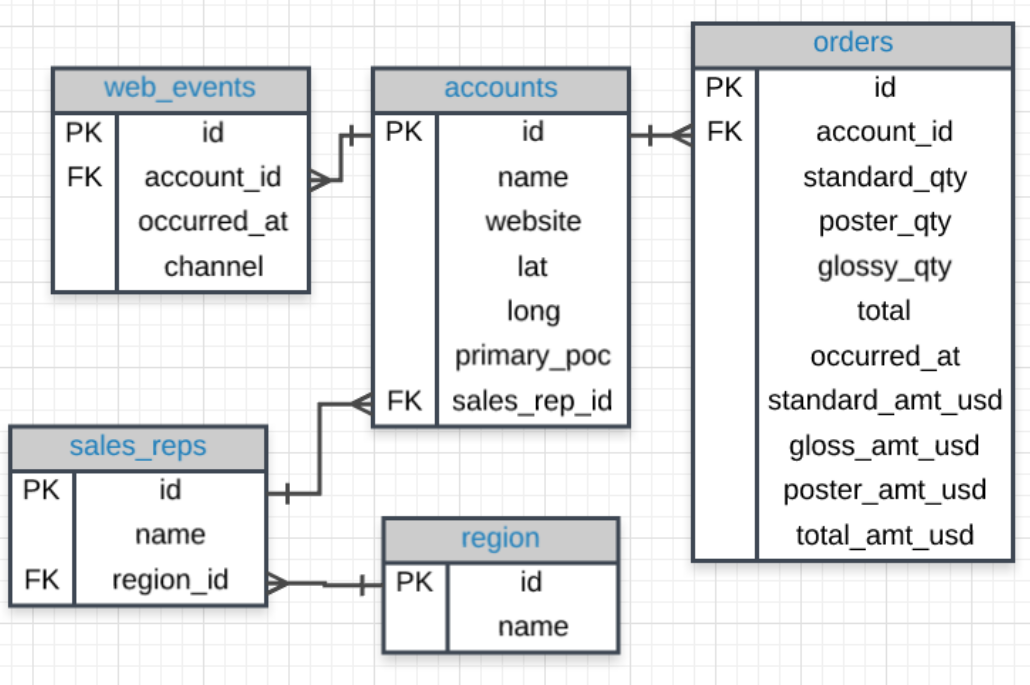 web_events
PK id
FK account_id
occurred_at
channel
accounts
PK id
name
website
lat
long
primary_poc
FK sales_rep_id
orders
PK id
FK account_id
standard_qty
poster_qty
glossy_qty
total
occurred_at
standard_amt_usd
gloss_amt_usd
poster_amt_usd
total_amt_usd
sales_reps
PK id
name
FK region_id
region
PK id
name